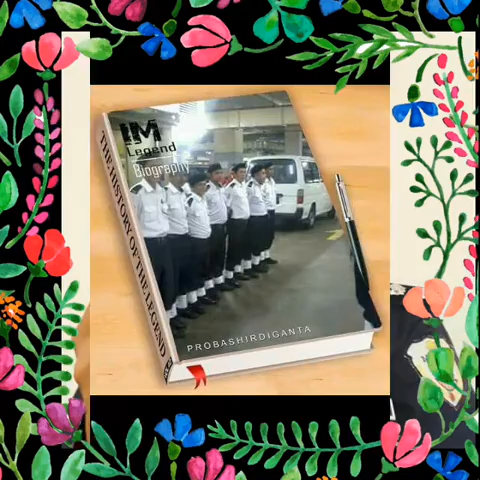 IM
Legend
Biography
THE HISTORY OF THE LEGEND
PROBASHIRDIGANTA